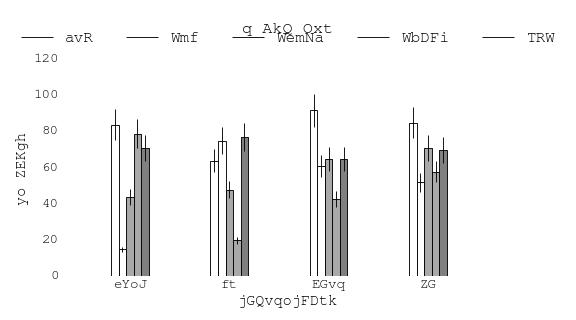 q AkO Oxt
avR Wmf WemNa WbDFi TRW
120
100
80
60
40
20
0
yo ZEKgh
eYoJ ft EGvq ZG
jGQvqojFDtk